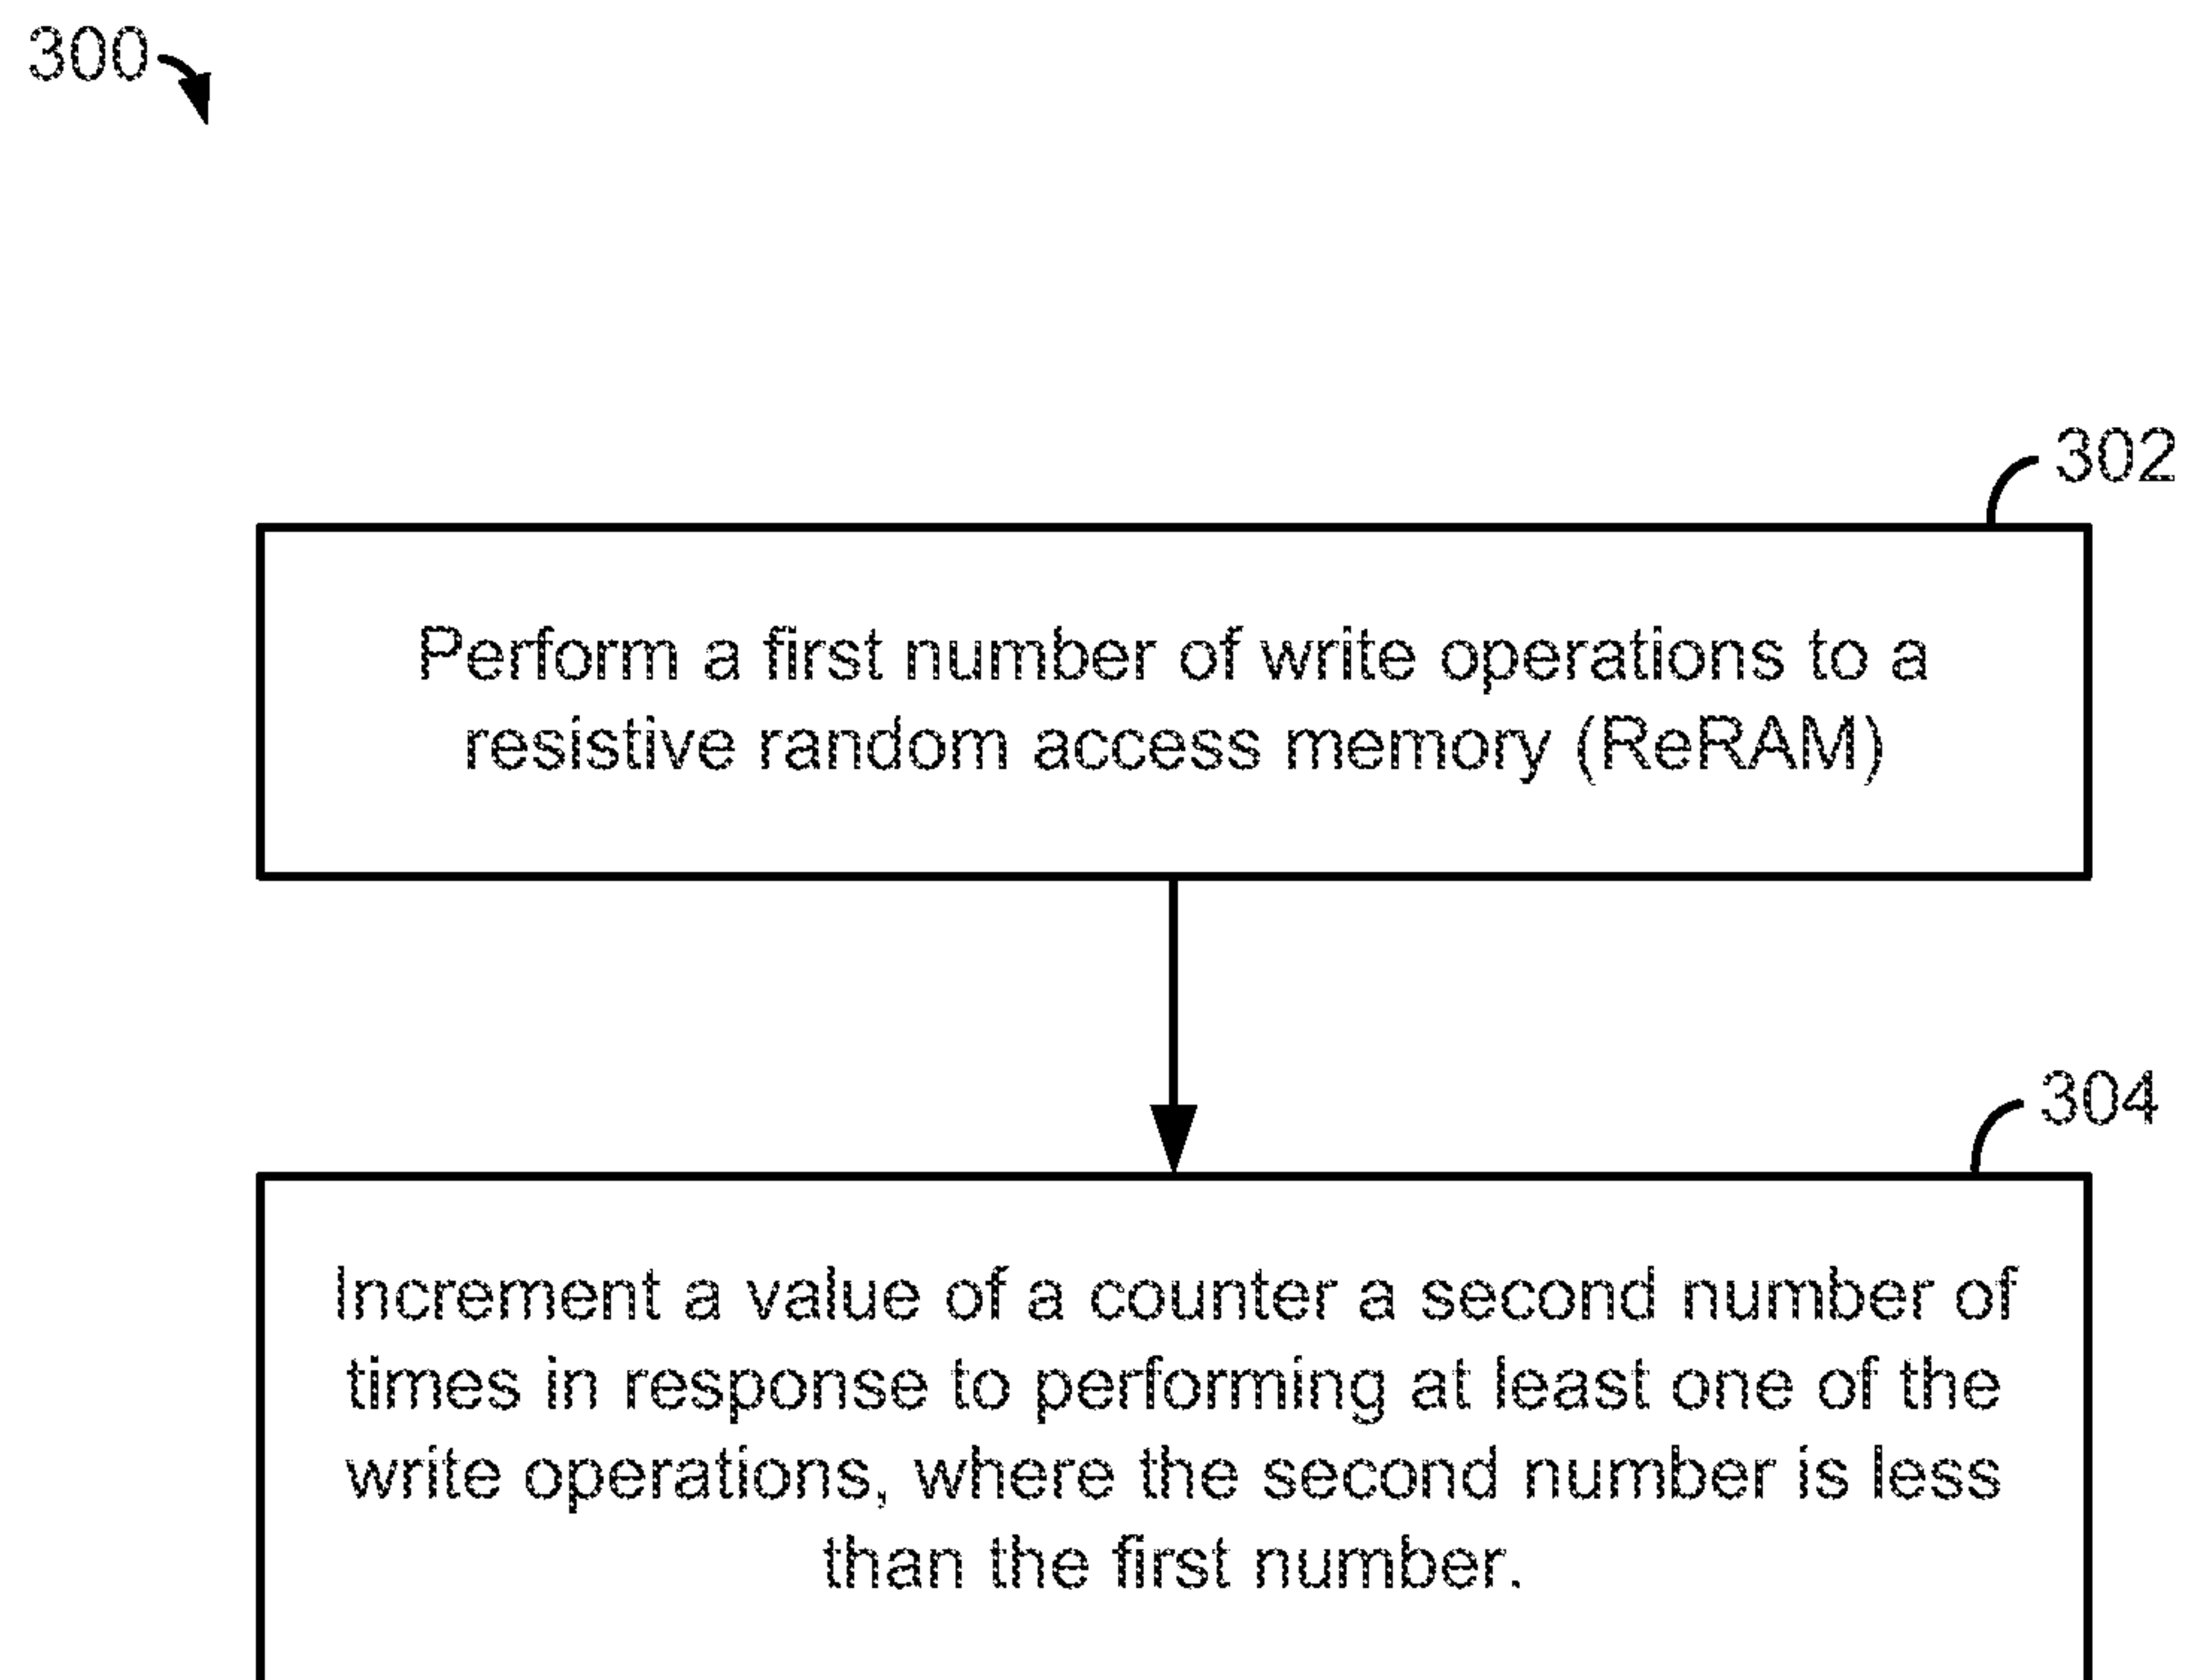 300
302
Perform a first number of write operations to a
resistive random access memory (ReRAM)
304
Increment a value of a counter a second number of
times in response to performing at least one of the
write operations, where the second number is less
than the first number.